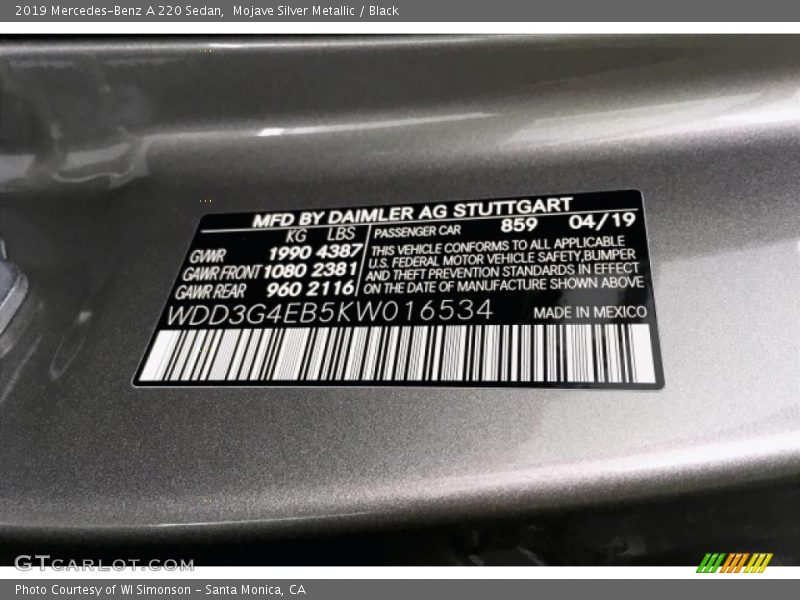 2019 Mercedes-Benz A 220 Sedan,  Mojave Silver Metallic / Black
MFD BY DAIMLER AG STUTTGART
KG LBS PASSENGER CAR 859 04/19
GVWR 1990 4387
GAWR FRONT 1080 2381
GAWR REAR 960 2116
THIS VEHICLE CONFORMS TO ALL APPLICABLE
U.S. FEDERAL MOTOR VEHICLE SAFETY,BUMPER
AND THEFT PREVENTION STANDARDS IN EFFECT
ON THE DATE OF MANUFACTURE SHOWN ABOVE
WDD3G4EB5KW016534 MADE IN MEXICO
GTCARLOT.COM
Photo Courtesy of WI Simonson - Santa Monica, CA